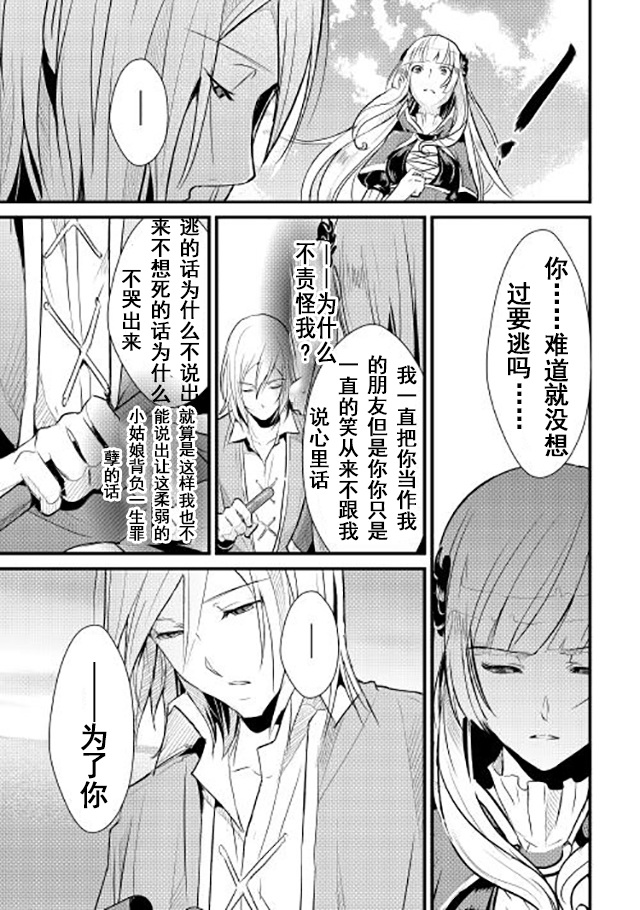 —
你……难道就没想
过要逃吗……
——为什么
不责怪我？
我一直把你当作我
的朋友但是你你只是
一直的笑从来不跟我
说心里话
逃的话为什么不说出
来不想死的话为什么
不哭出来
就算是这样我也不
能说出让这柔弱的
小姑娘背负一生罪
孽的话
—
——为了你